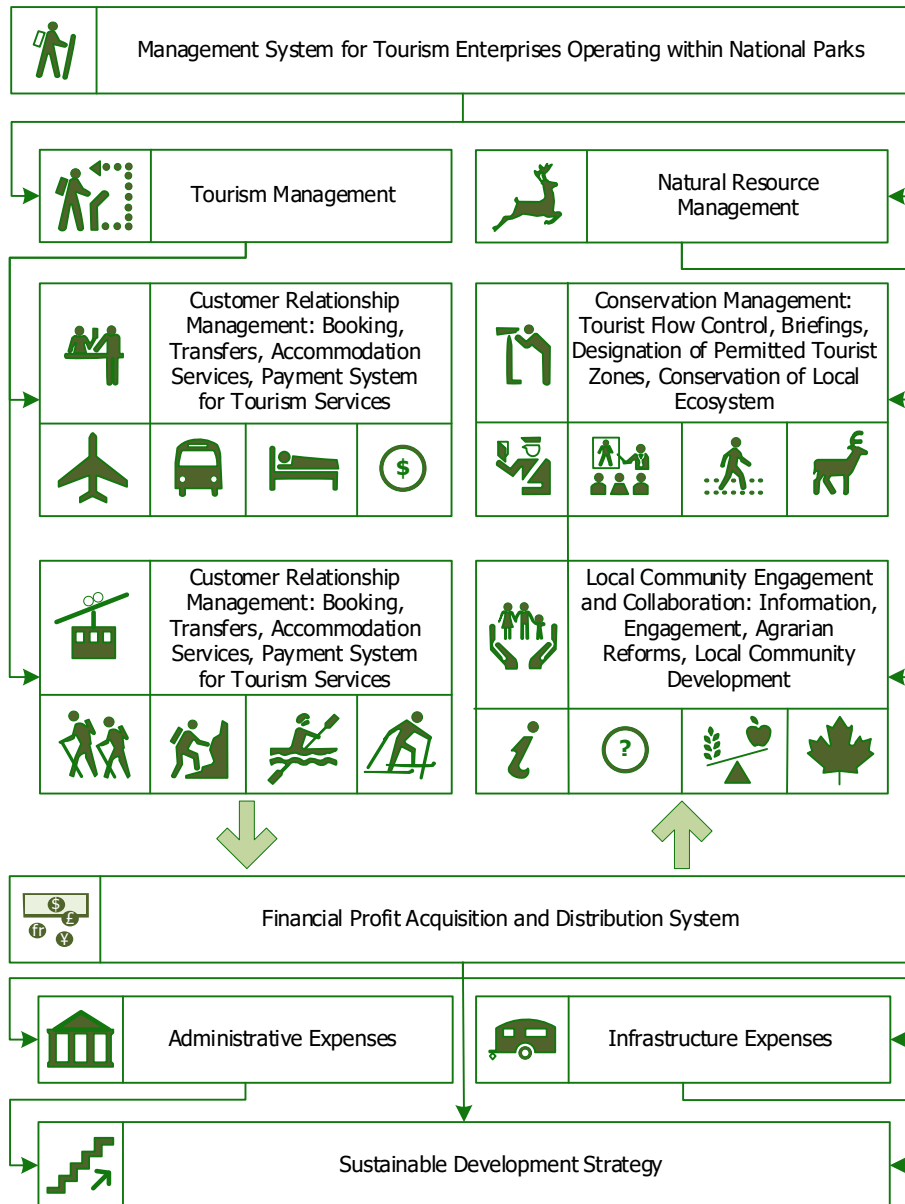 Management System for Tourism Enterprises Operating within National Parks
Tourism Management
Natural Resource
Management
Customer Relationship
Management: Booking,
Transfers, Accommodation
Services, Payment System
for Tourism Services
$
Conservation Management:
Tourist Flow Control, Briefings,
Designation of Permitted Tourist
Zones, Conservation of Local
Ecosystem
Customer Relationship
Management: Booking,
Transfers, Accommodation
Services, Payment System
for Tourism Services
Local Community Engagement
and Collaboration: Information,
Engagement, Agrarian
Reforms, Local Community
Development
i
?
$
£
fr
¥
Financial Profit Acquisition and Distribution System
Administrative Expenses
Infrastructure Expenses
Sustainable Development Strategy